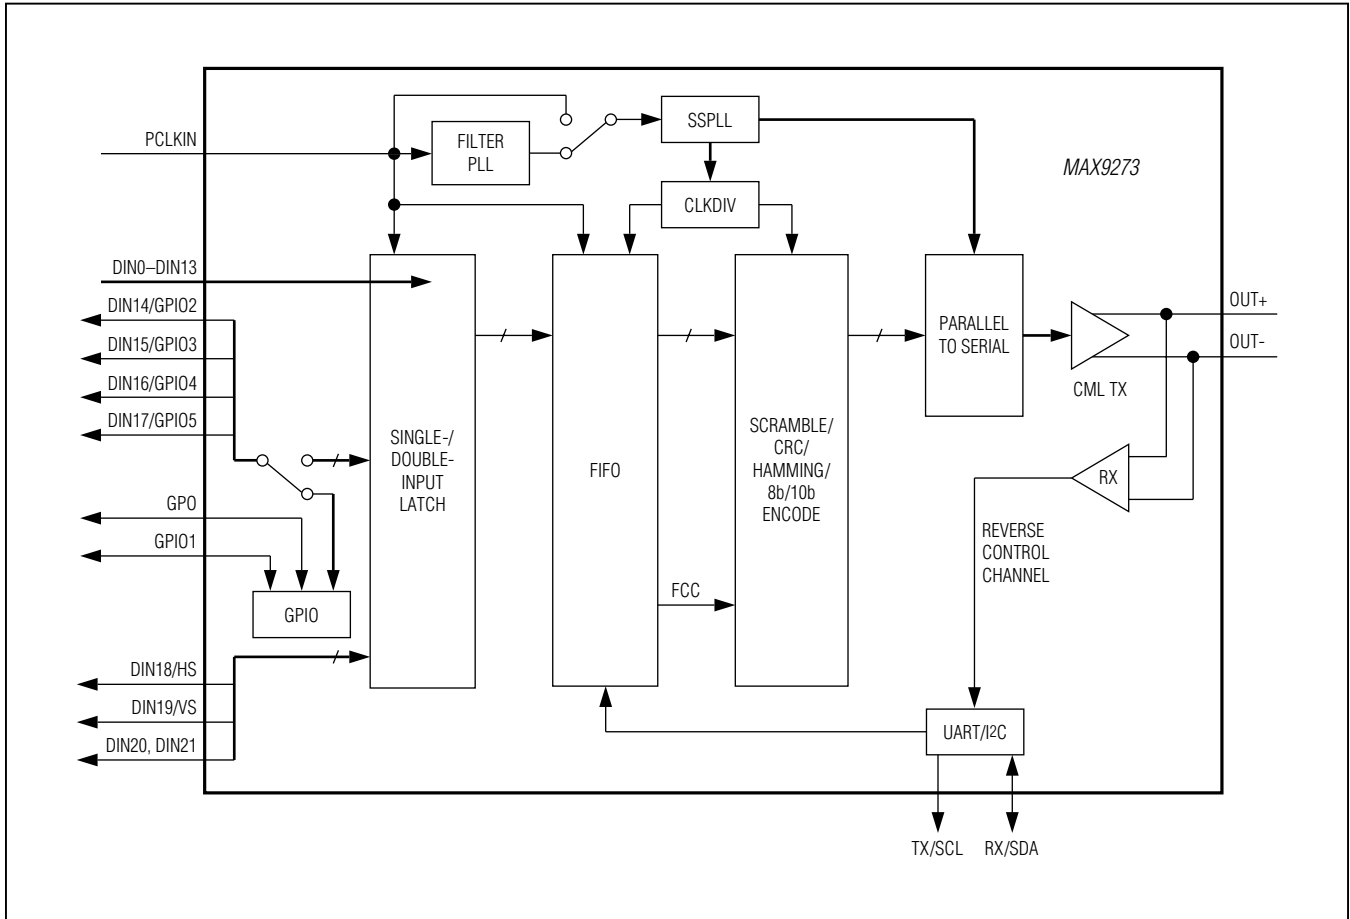 PCLKIN
FILTER
PLL
SSPLL
CLKDIV
MAX9273
DIN0–DIN13
DIN14/GPIO2
DIN15/GPIO3
DIN16/GPIO4
DIN17/GPIO5
GPO
GPIO1
GPIO
DIN18/HS
DIN19/VS
DIN20, DIN21
SINGLE-/
DOUBLE-
INPUT
LATCH
FIFO
FCC
SCRAMBLE/
CRC/
HAMMING/
8b/10b
ENCODE
PARALLEL
TO SERIAL
CML TX
OUT+
OUT-
RX
REVERSE
CONTROL
CHANNEL
UART/I2C
TX/SCL
RX/SDA